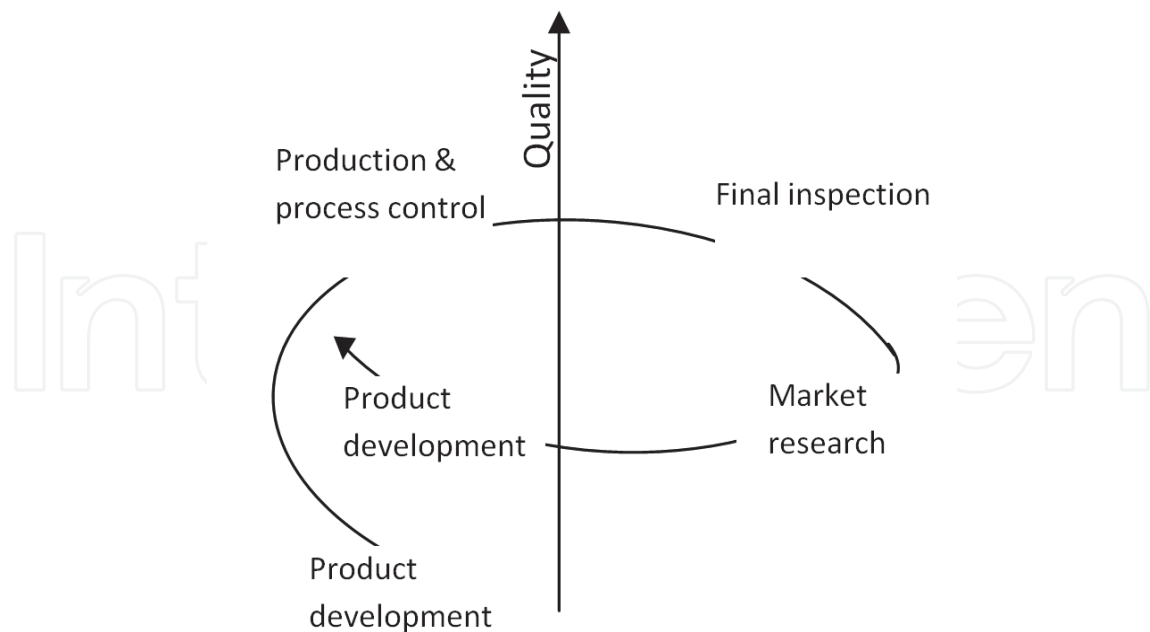 Quality
Production &
process control
Final inspection
Product
development
Market
research
Product
development